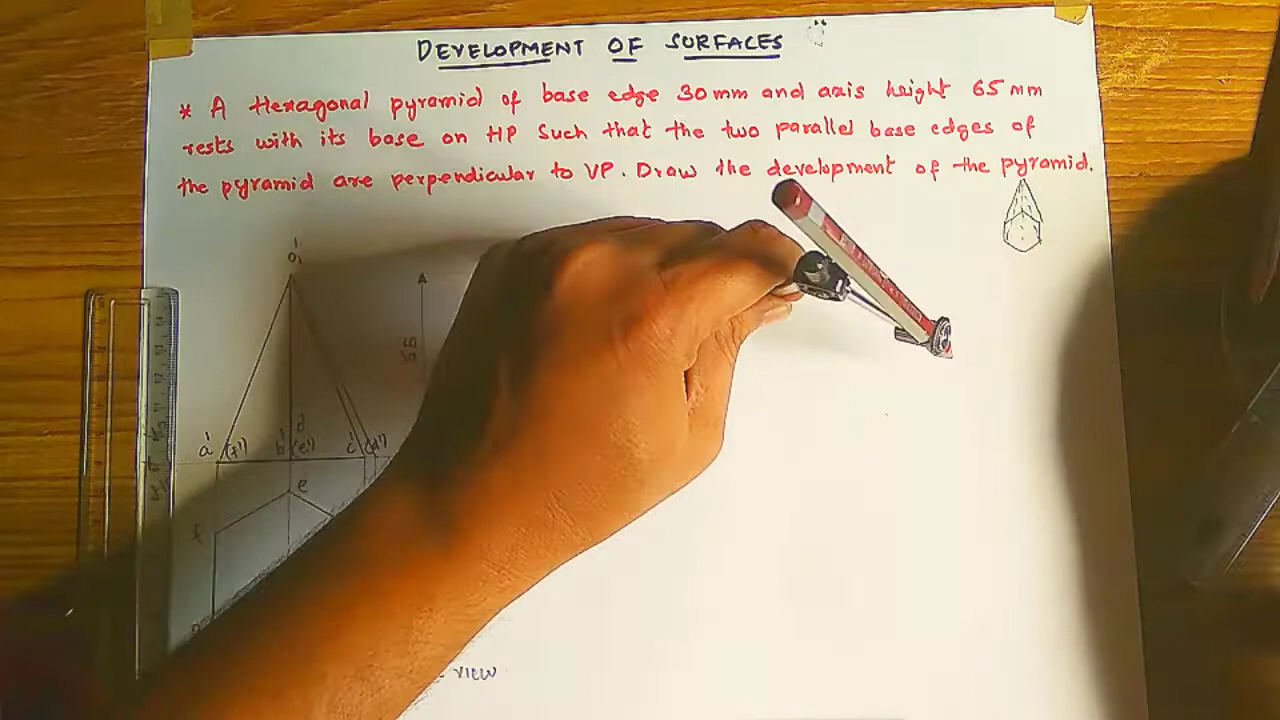 DEVELOPMENT OF SURFACES
* A Hexagonal pyramid of base edge 30mm and axis height 65mm
rests with its base on HP Such that the two parallel base edges of
the pyramid are perpendicular to VP. Draw the development of the pyramid.
o'
65
a' (f') b' (e') c' (d')
e
f
VIEW